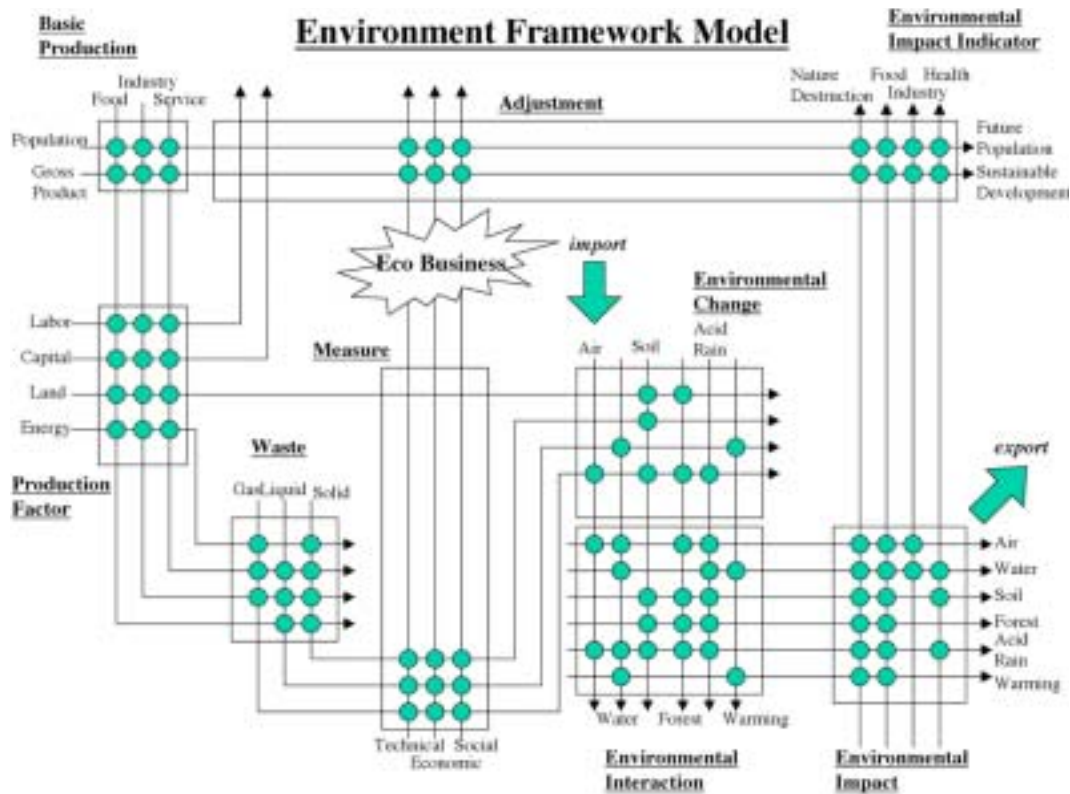 Basic
Production
Environment Framework Model
Environmental
Impact Indicator
Industry
Food Service
Nature Food Health
Destruction Industry
Adjustment
Population
Gross
Product
Future
Population
Sustainable
Development
Eco Business
import
Environmental
Change
Labor
Capital
Land
Energy
Measure
Air Soil Acid
Rain
Waste
Production
Factor
GasLiquid Solid
export
Air
Water
Soil
Forest
Acid
Rain
Warming
Water Forest Warming
Technical Social
Economic
Environmental
Interaction
Environmental
Impact